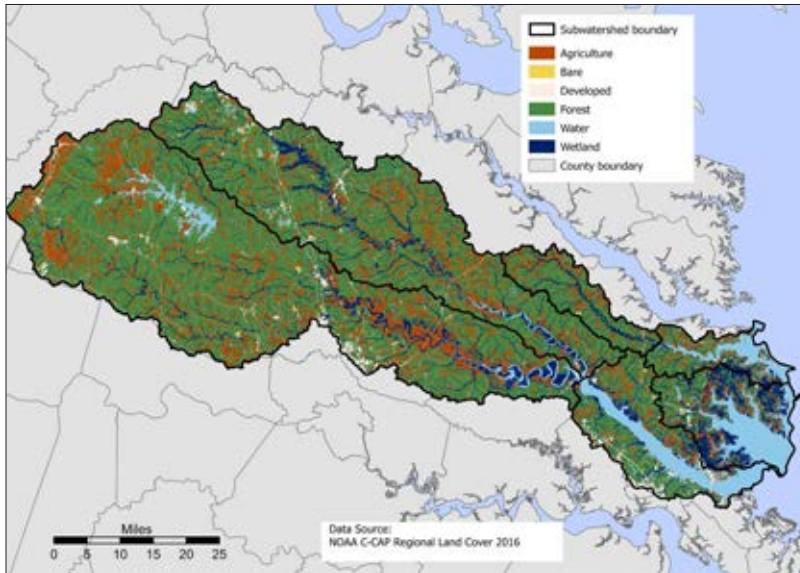 Subwatershed boundary
Agriculture
Bare
Developed
Forest
Water
Wetland
County boundary
Miles
0 5 10 15 20 25
Data Source:
NOAA C-CAP Regional Land Cover 2016